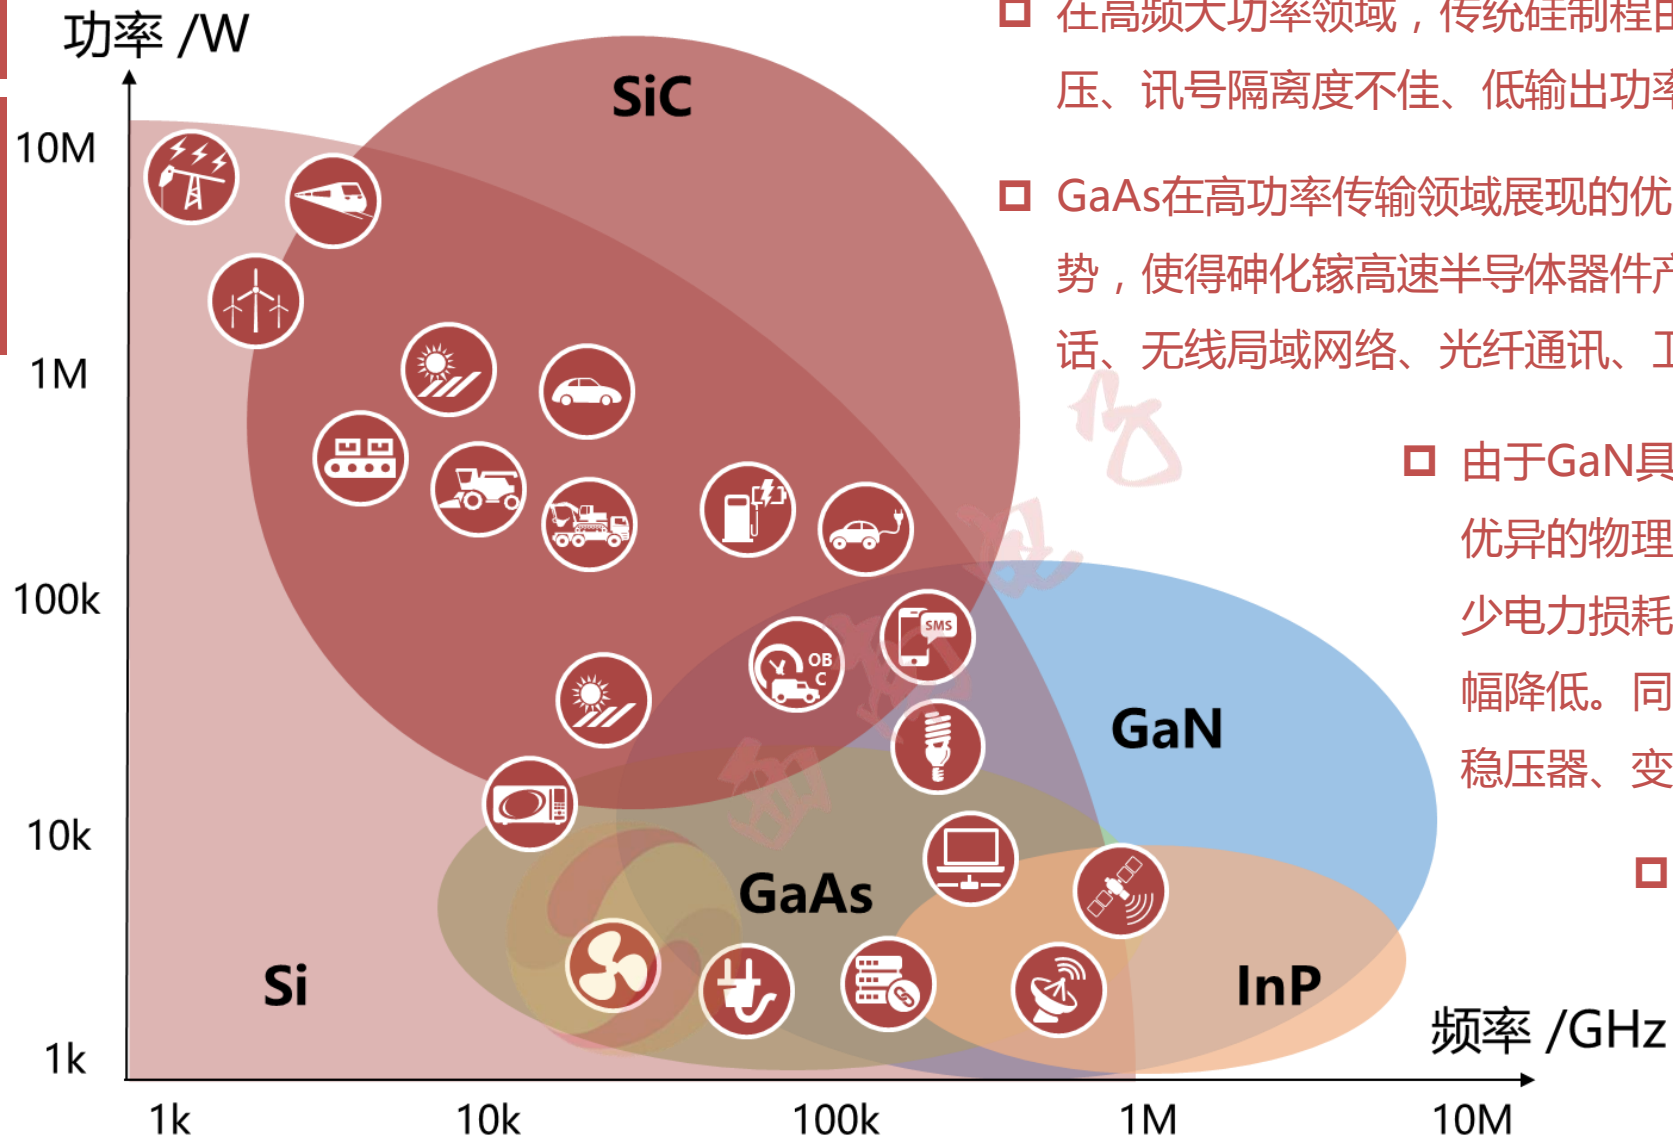 功率 /W
10M
1M
100k
10k
1k
SiC
Si
GaAs
GaN
InP
SMS
OB
C
频率 /GHz
1k
10k
100k
1M
10M
在高频大功率领域，传统硅制程
压、讯号隔离度不佳、低输出功率
GaAs在高功率传输领域展现的优
势，使得砷化镓高速半导体器件产
话、无线局域网络、光纤通讯、
由于GaN具
优异的物理
少电力损耗
幅降低。同
稳压器、变